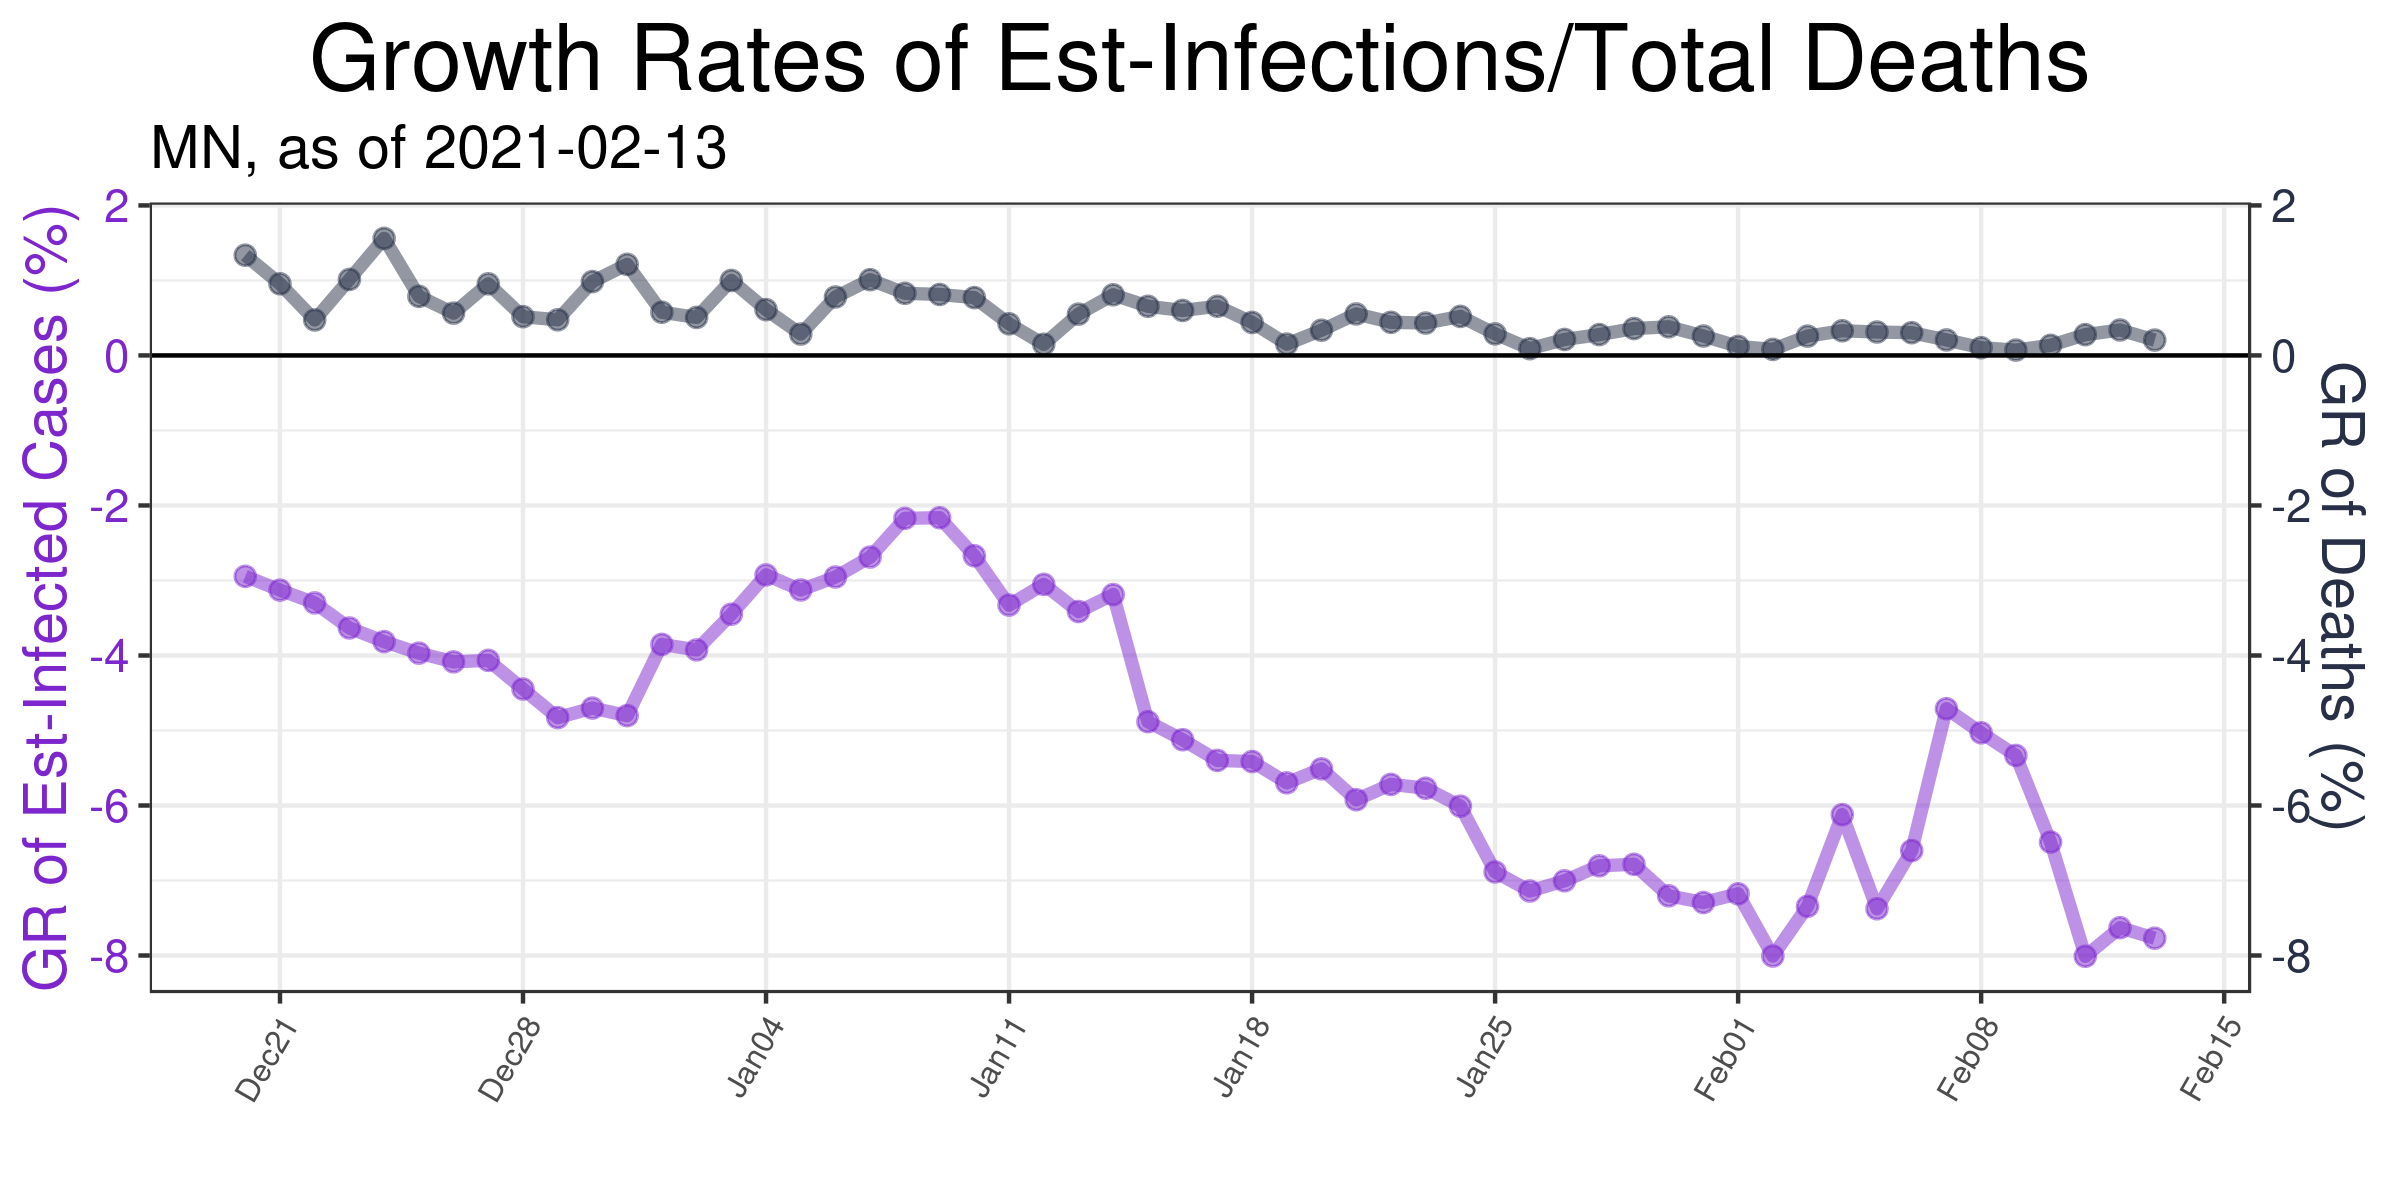 Growth Rates of Est-Infections/Total Deaths
MN, as of 2021-02-13
GR of Est-Infected Cases (%)
2
0
-2
-4
-6
-8
2
0
-2
-4
-6
-8
GR of Deaths (%)
Dec21
Dec28
Jan04
Jan11
Jan18
Jan25
Feb01
Feb08
Feb15